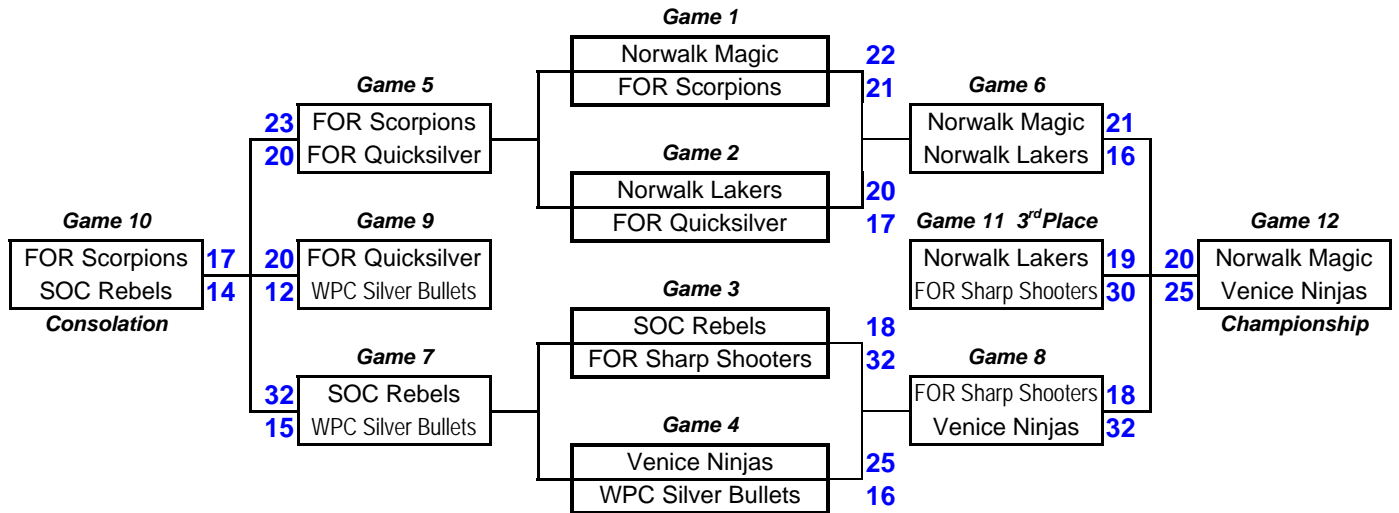 Game 1
Norwalk Magic 22
FOR Scorpions 21
Game 5
23 FOR Scorpions
20 FOR Quicksilver
Game 6
Norwalk Magic 21
Norwalk Lakers 16
Game 2
Norwalk Lakers 20
FOR Quicksilver 17
Game 10
FOR Scorpions 17
SOC Rebels 14
Consolation
Game 9
20 FOR Quicksilver
12 WPC Silver Bullets
Game 11 3rd Place
Norwalk Lakers 19
FOR Sharp Shooters 30
Game 12
20 Norwalk Magic
25 Venice Ninjas
Championship
Game 3
SOC Rebels 18
FOR Sharp Shooters 32
Game 7
32 SOC Rebels
15 WPC Silver Bullets
Game 8
FOR Sharp Shooters 18
Venice Ninjas 32
Game 4
Venice Ninjas 25
WPC Silver Bullets 16